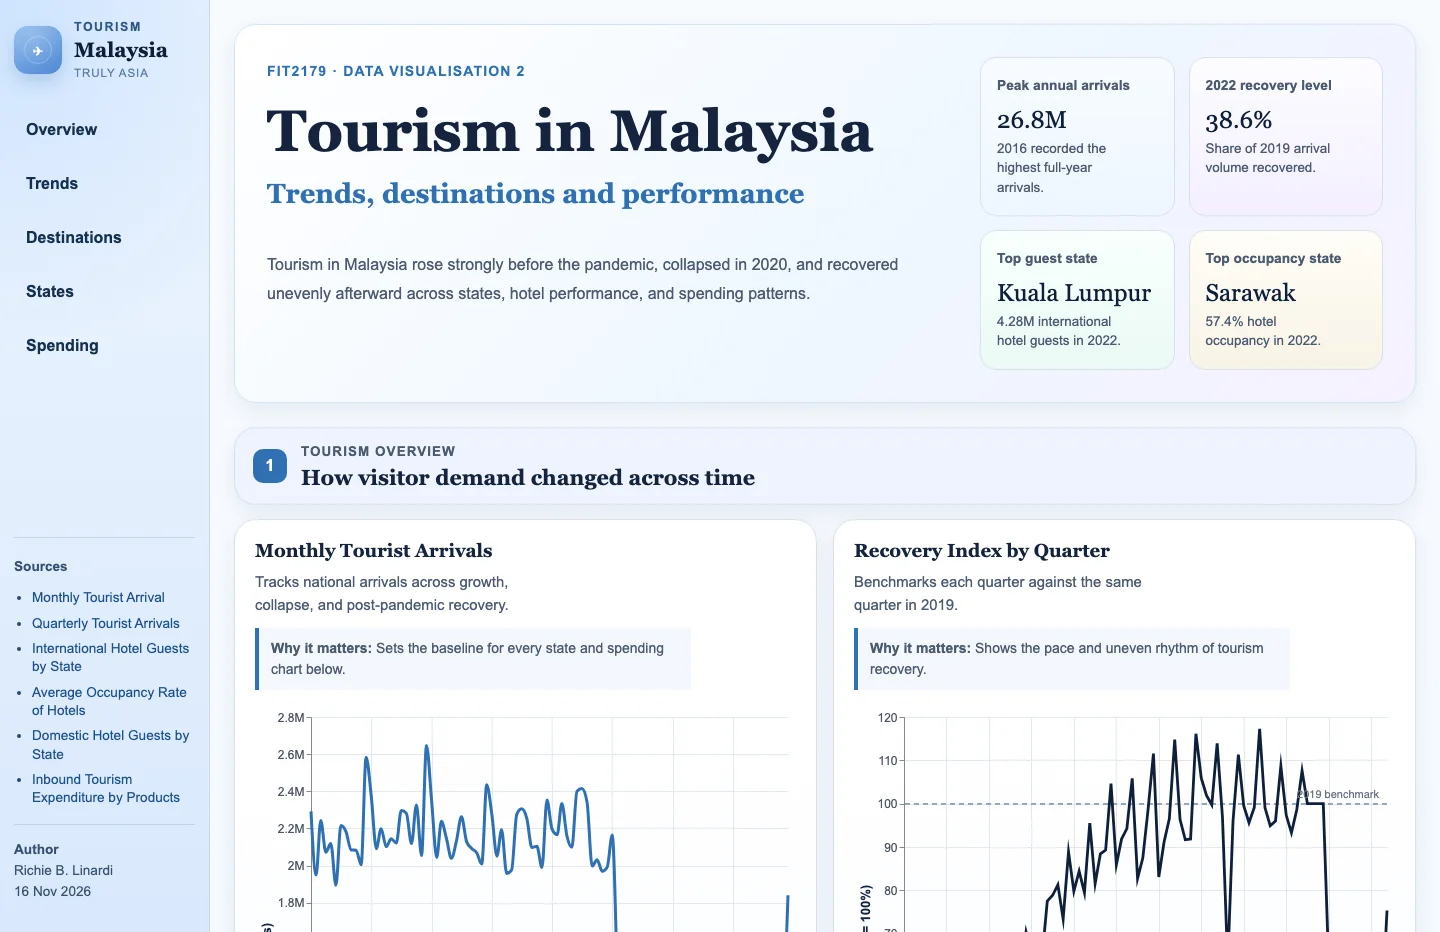 TOURISM
Malaysia
TRULY ASIA
Overview
Trends
Destinations
States
Spending
Sources
Monthly Tourist Arrival
Quarterly Tourist Arrivals
International Hotel Guests
by State
Average Occupancy Rate
of Hotels
Domestic Hotel Guests by
State
Inbound Tourism
Expenditure by Products
Author
Richie B. Linardi
16 Nov 2026
FIT2179 · DATA VISUALISATION 2
Tourism in Malaysia
Trends, destinations and performance
Tourism in Malaysia rose strongly before the pandemic, collapsed in 2020, and recovered
unevenly afterward across states, hotel performance, and spending patterns.
Peak annual arrivals
26.8M
2016 recorded the
highest full-year
arrivals.
2022 recovery level
38.6%
Share of 2019 arrival
volume recovered.
Top guest state
Kuala Lumpur
4.28M international
hotel guests in 2022.
Top occupancy state
Sarawak
57.4% hotel
occupancy in 2022.
1
TOURISM OVERVIEW
How visitor demand changed across time
Monthly Tourist Arrivals
Tracks national arrivals across growth,
collapse, and post-pandemic recovery.
Why it matters: Sets the baseline for every state and spending
chart below.
2.8M
2.6M
2.4M
2.2M
2M
1.8M
Recovery Index by Quarter
Benchmarks each quarter against the same
quarter in 2019.
Why it matters: Shows the pace and uneven rhythm of tourism
recovery.
120
110
100
90
80
70
2019 benchmark
= 100%)